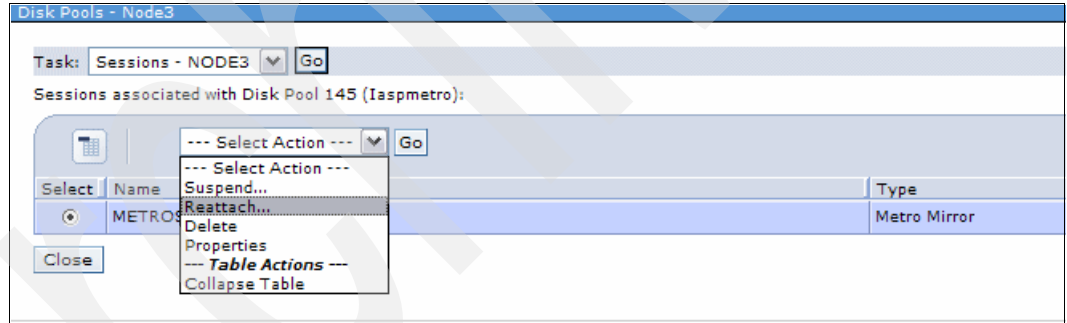 Disk Pools - Node3
Task: Sessions - NODE3 Go
Sessions associated with Disk Pool 145 (Iaspmetro):
--- Select Action --- Go
--- Select Action ---
Suspend...
Select Name Type
Reattach...
METROS Metro Mirror
Delete
Properties
Close
--- Table Actions ---
Collapse Table